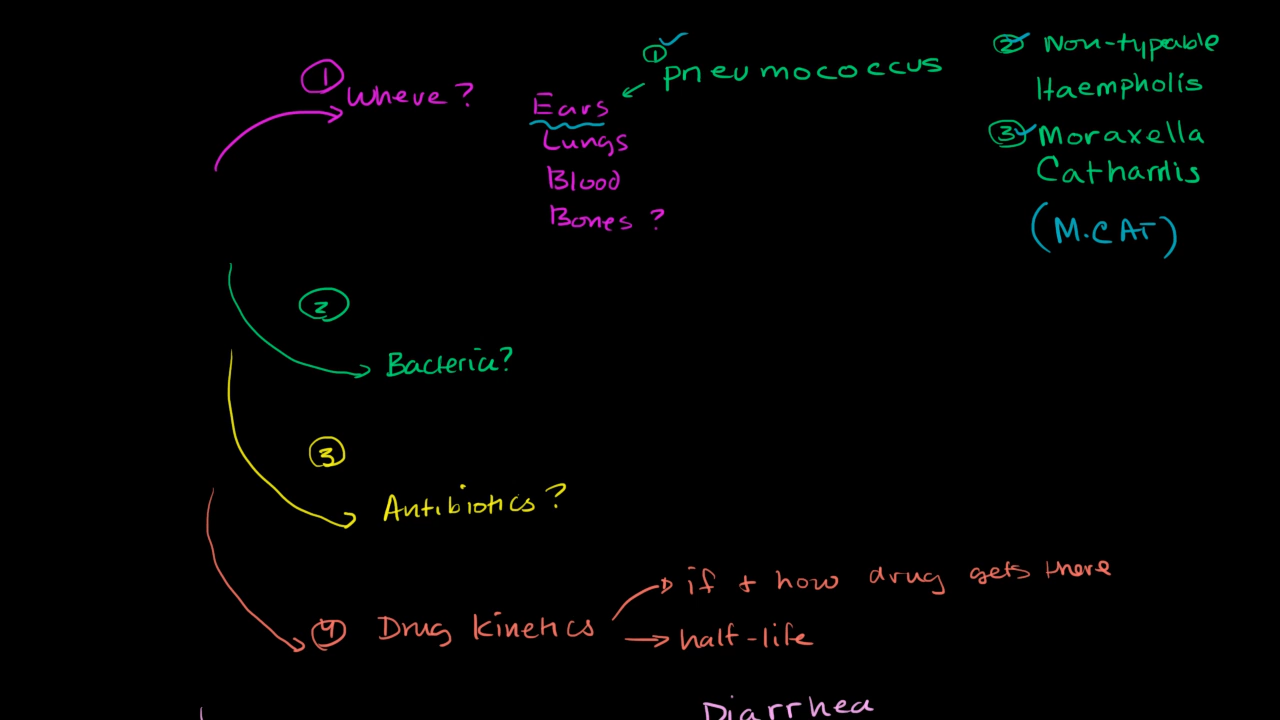 ① Where?
Ears
Lungs
Blood
Bones ?
① Pneumococcus
② Non-typable
Haempholis
③ Moraxella
Catharrlis
(M.CAT)
②
Bacteria?
③
Antibiotics ?
④ Drug Kinetics
if + how drug gets there
half-life
Diarrhea